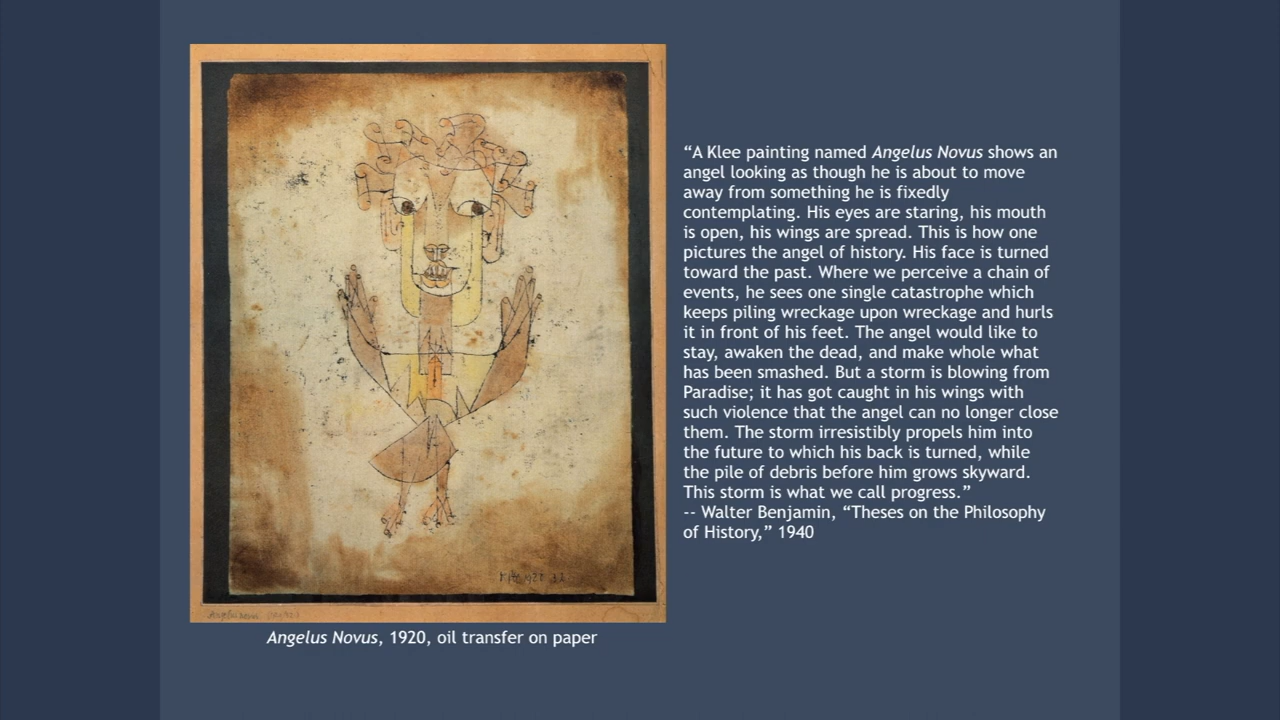 “A Klee painting named Angelus Novus shows an
angel looking as though he is about to move
away from something he is fixedly
contemplating. His eyes are staring, his mouth
is open, his wings are spread. This is how one
pictures the angel of history. His face is turned
toward the past. Where we perceive a chain of
events, he sees one single catastrophe which
keeps piling wreckage upon wreckage and hurls
it in front of his feet. The angel would like to
stay, awaken the dead, and make whole what
has been smashed. But a storm is blowing from
Paradise; it has got caught in his wings with
such violence that the angel can no longer close
them. The storm irresistibly propels him into
the future to which his back is turned, while
the pile of debris before him grows skyward.
This storm is what we call progress.”
-- Walter Benjamin, “Theses on the Philosophy
of History,” 1940
Angelus Novus, 1920, oil transfer on paper